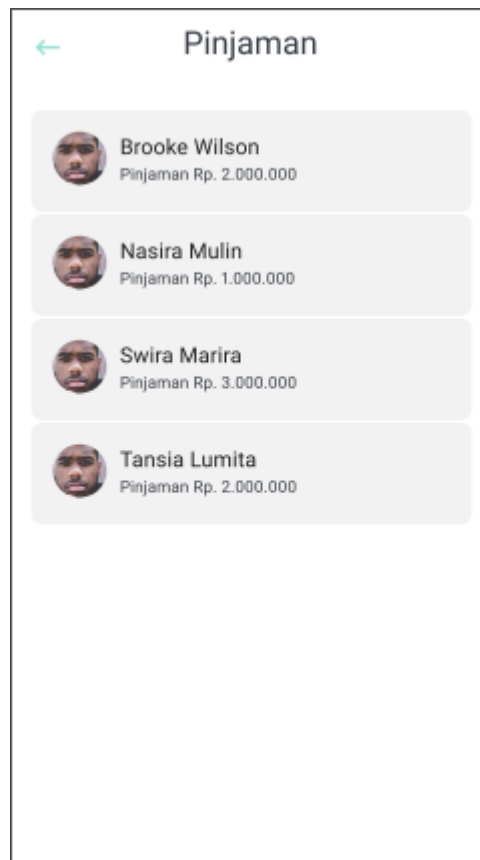 Pinjaman
Brooke Wilson
Pinjaman Rp. 2.000.000
Nasira Mulin
Pinjaman Rp. 1.000.000
Swira Marira
Pinjaman Rp. 3.000.000
Tansia Lumita
Pinjaman Rp. 2.000.000